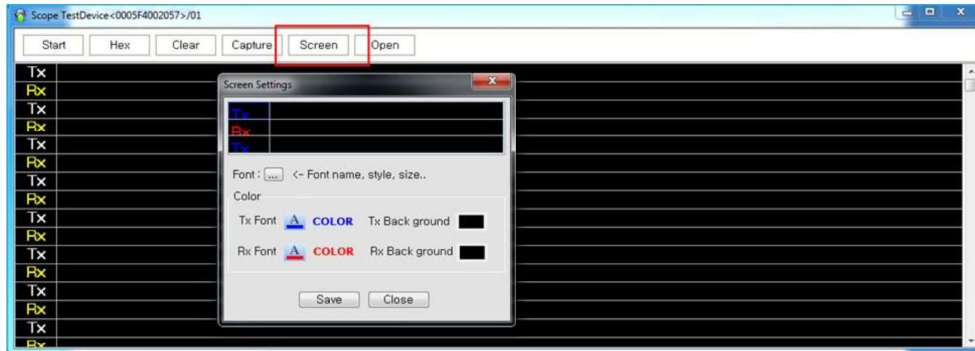 Scope TestDevice<0005F4002057>/01
Start Hex Clear Capture Screen Open
Tx
Rx
Tx
Rx
Tx
Rx
Tx
Rx
Tx
Rx
Tx
Rx
Tx
Rx
Tx
Rx
Screen Settings
Tx
Rx
Tx
Font : ... <- Font name, style, size..
Color
Tx Font A COLOR Tx Back ground
Rx Font A COLOR Rx Back ground
Save Close